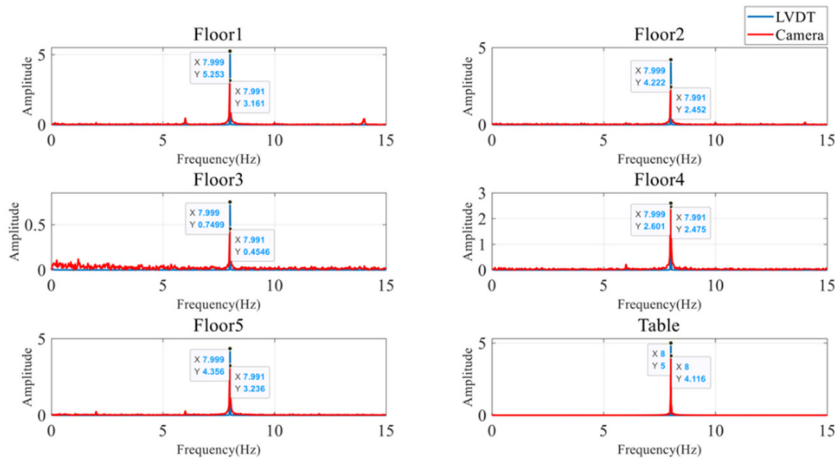 LVDT
Camera
Floor1
Floor2
5
0
Amplitude
X 7.999
Y 5.253
X 7.991
Y 3.161
0 5 10 15
Frequency(Hz)
5
0
Amplitude
X 7.999
Y 4.222
X 7.991
Y 2.452
0 5 10 15
Frequency(Hz)
Floor3
Floor4
0.5
0
Amplitude
X 7.999
Y 0.7499
X 7.991
Y 0.4546
0 5 10 15
Frequency(Hz)
3
2
1
0
Amplitude
X 7.999
Y 2.601
X 7.991
Y 2.475
0 5 10 15
Frequency(Hz)
Floor5
Table
5
0
Amplitude
X 7.999
Y 4.356
X 7.991
Y 3.236
0 5 10 15
Frequency(Hz)
5
0
Amplitude
X 8
Y 5
X 8
Y 4.116
0 5 10 15
Frequency(Hz)